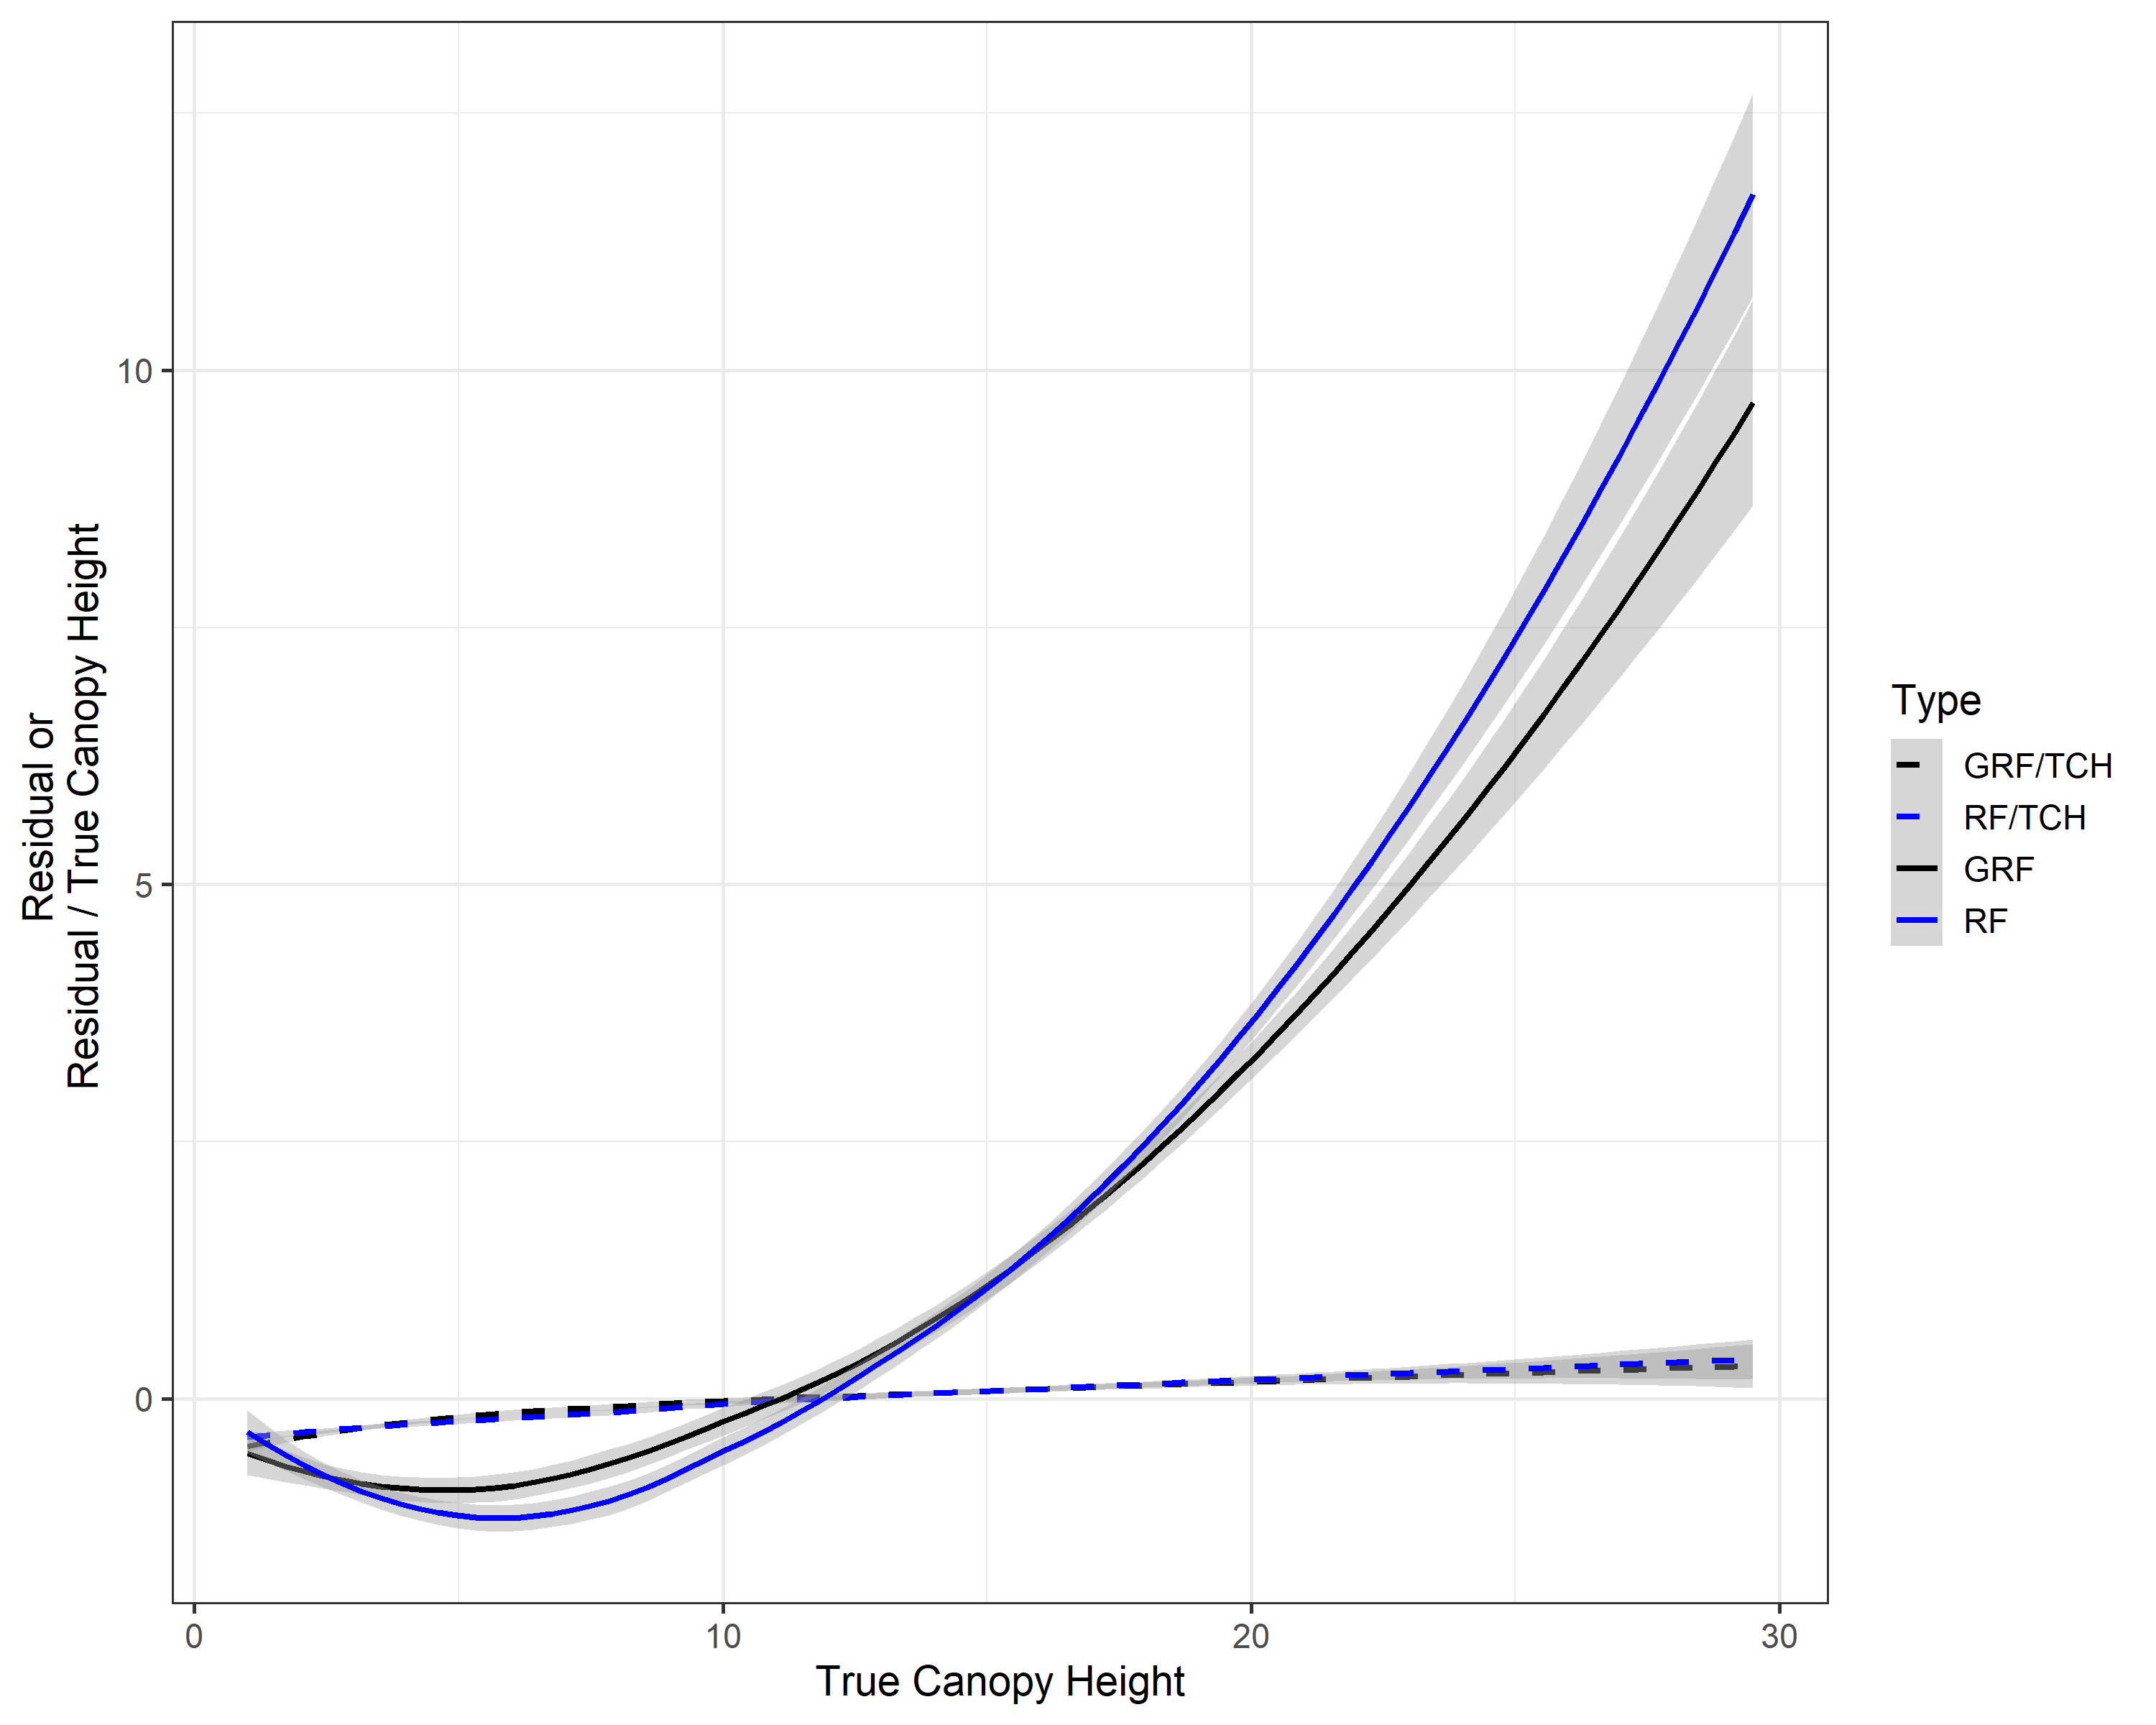 Residual or
Residual / True Canopy Height
10
5
0
0
10
20
30
True Canopy Height
Type
GRF/TCH
RF/TCH
GRF
RF